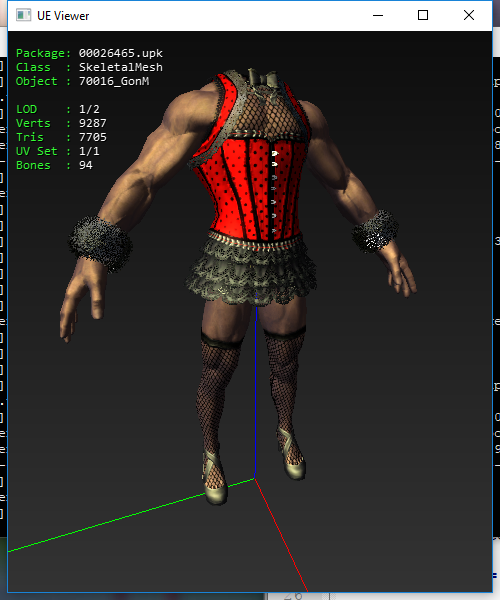 UE Viewer
Package: 00026465.upk
Class : SkeletalMesh
Object : 70016_GonM
LOD : 1/2
Verts : 9287
Tris : 7705
UV Set : 1/1
Bones : 94